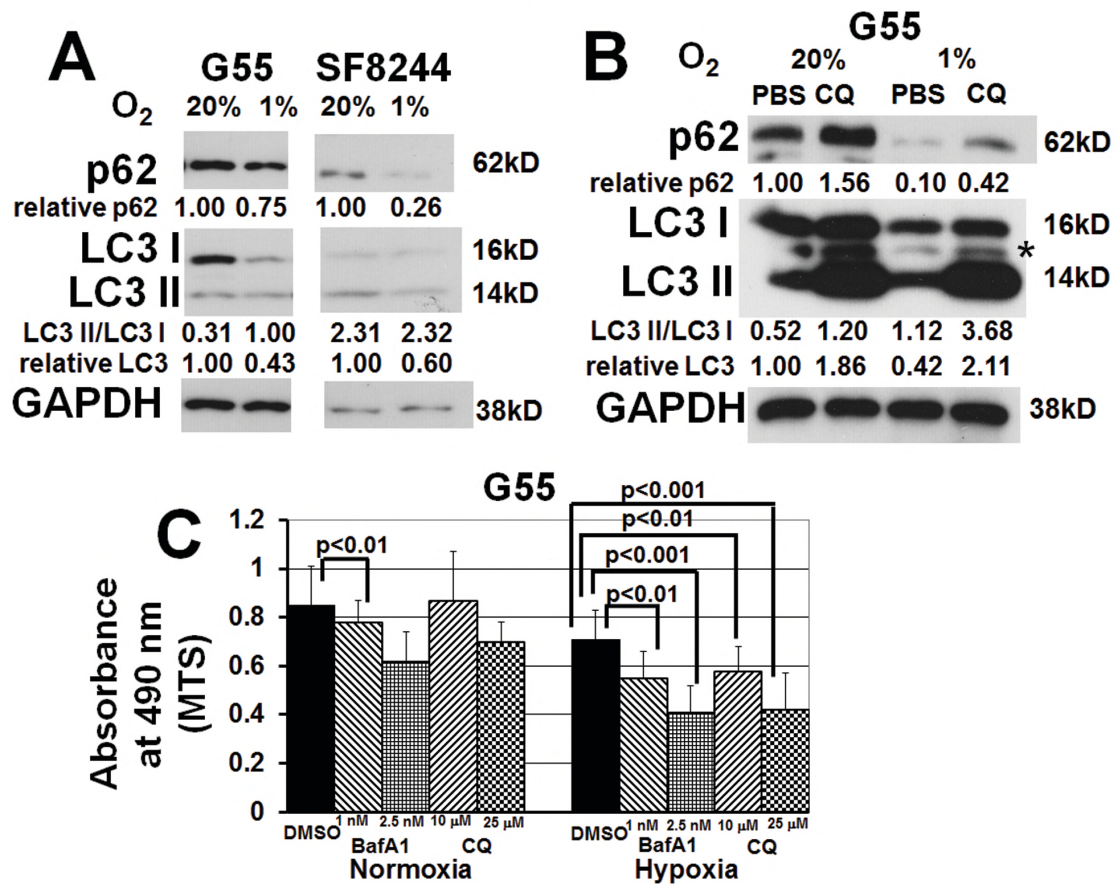 A
G55 SF8244
O2 20% 1% 20% 1%
p62 62kD
relative p62 1.00 0.75 1.00 0.26
LC3 I 16kD
LC3 II 14kD
LC3 II/LC3 I 0.31 1.00 2.31 2.32
relative LC3 1.00 0.43 1.00 0.60
GAPDH 38kD
B
G55
O2 20% 1%
PBS CQ PBS CQ
p62 62kD
relative p62 1.00 1.56 0.10 0.42
LC3 I 16kD
*
LC3 II 14kD
LC3 II/LC3 I 0.52 1.20 1.12 3.68
relative LC3 1.00 1.86 0.42 2.11
GAPDH 38kD
C
G55
Absorbance
at 490 nm
(MTS)
1.2
1
0.8
0.6
0.4
0.2
0
p<0.01
p<0.001
p<0.01
p<0.001
p<0.01
DMSO 1 nM 2.5 nM 10 µM 25 µM DMSO 1 nM 2.5 nM 10 µM 25 µM
BafA1 CQ BafA1 CQ
Normoxia Hypoxia